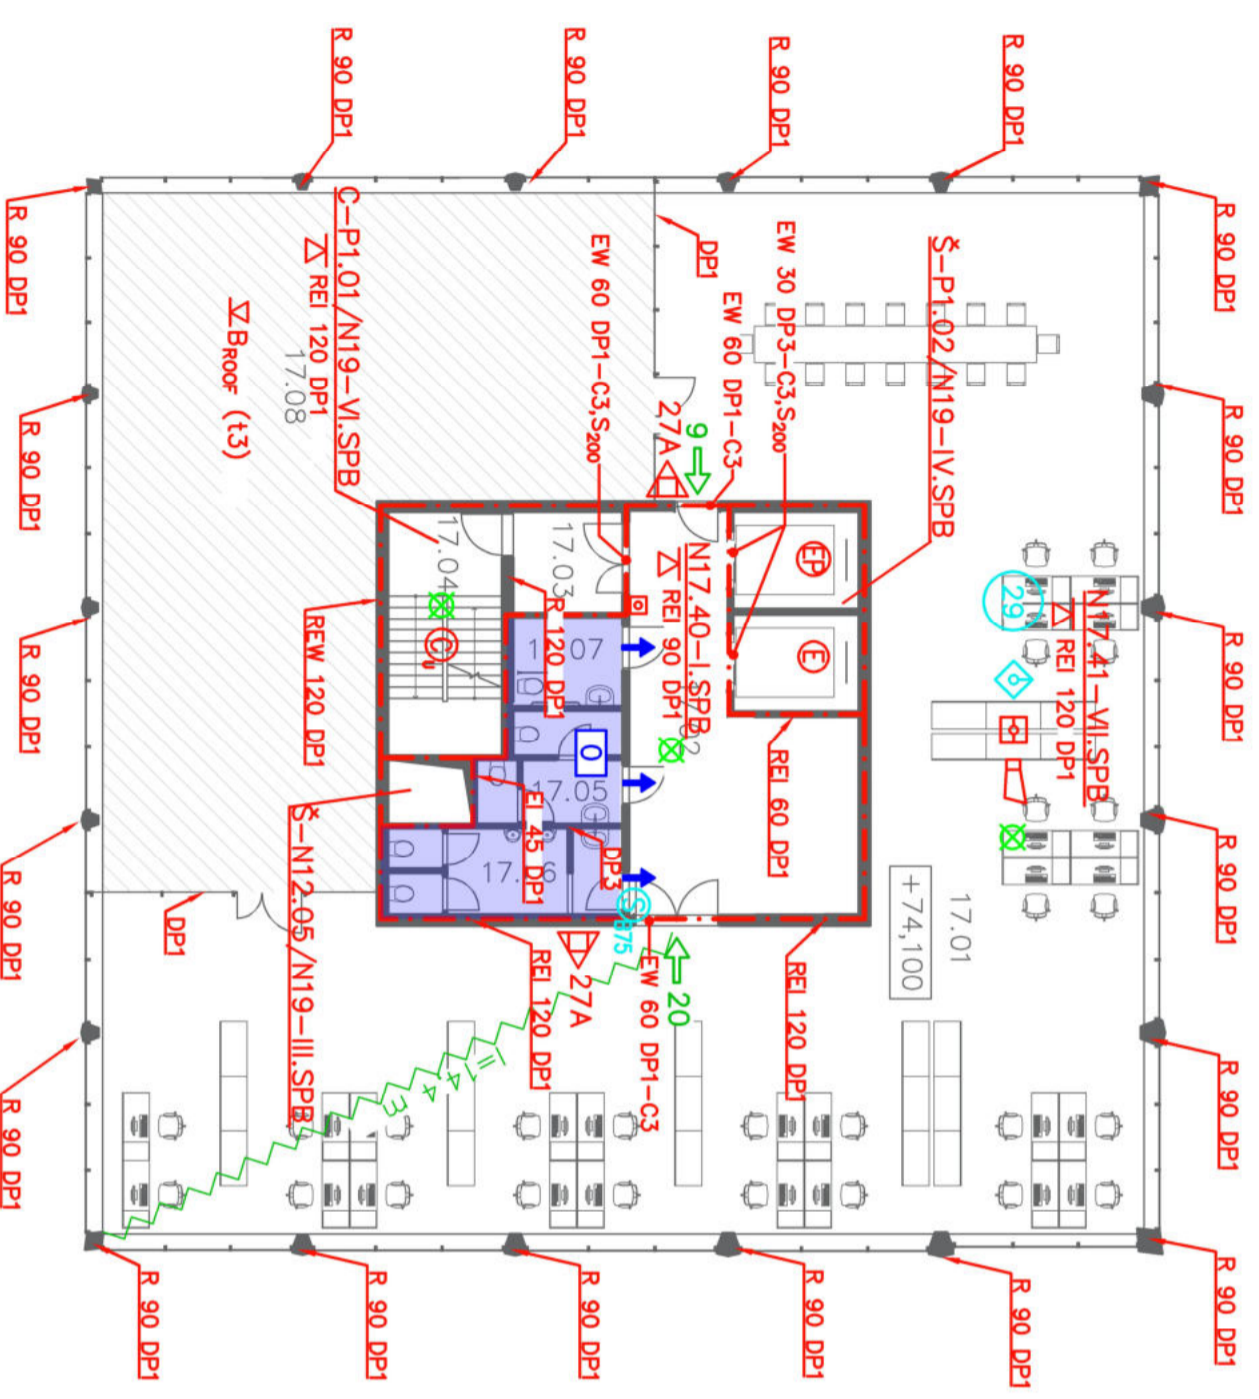 R 90 DP1
R 90 DP1
R 90 DP1
R 90 DP1
R 90 DP1
R 90 DP1
R 90 DP1
R 90 DP1
N17.41-VII.SPB
REI 120 DP1
29
Š-P1.02/N19-IV.SPB
17.01
+74,100
EP
E
EW 30 DP3-C3,S200
REI 60 DP1
REI 120 DP1
R 90 DP1
R 90 DP1
EW 60 DP1-C3
DP1
9
27A
N17.40-I.SPB
REI 90 DP1
20
EW 60 DP1-C3
EW 60 DP1-C3,S200
27A
0
DP3
17.03
17.05
R 120 DP1
EI 45 DP1
REI 120 DP1
R 90 DP1
R 90 DP1
17.04
CU
l=14,4 m
C-P1.01/N19-VI.SPB
REI 120 DP1
17.08
BROOF (t3)
REW 120 DP1
Š-N12.05/N19-III.SPB
R 90 DP1
R 90 DP1
DP1
R 90 DP1
R 90 DP1
R 90 DP1
R 90 DP1
R 90 DP1
R 90 DP1